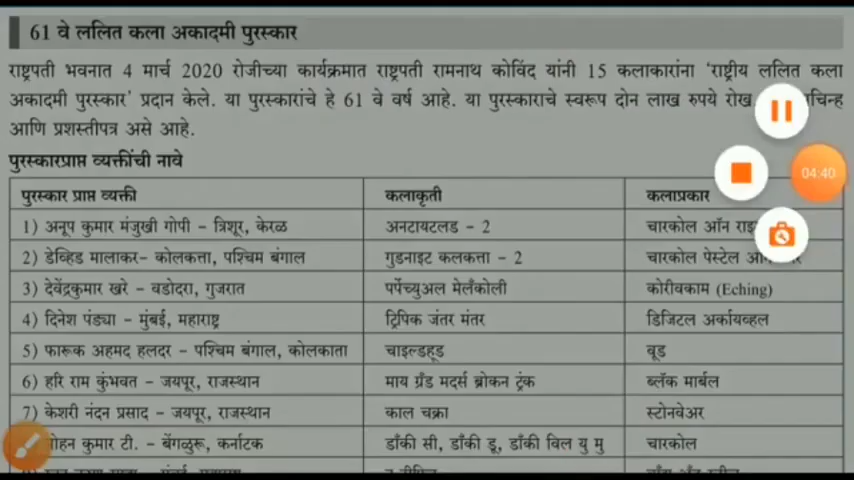 61 वे ललित कला अकादमी पुरस्कार
राष्ट्रपती भवनात 4 मार्च 2020 रोजीच्या कार्यक्रमात राष्ट्रपती रामनाथ कोविंद यांनी 15 कलाकारांना 'राष्ट्रीय ललित कला
अकादमी पुरस्कार' प्रदान केले. या पुरस्कारांचे हे 61 वे वर्ष आहे. या पुरस्काराचे स्वरूप दोन लाख रुपये रोख
आणि प्रशस्तीपत्र असे आहे.
04:40
पुरस्कारप्राप्त व्यक्तींची नावे
पुरस्कार प्राप्त व्यक्ती कलाकृती कलाप्रकार
1) अनूप कुमार मंजुखी गोपी – त्रिशूर, केरळ अनटायटलड - 2 चारकोल ऑन
2) डेव्हिड मालाकर– कोलकत्ता, पश्चिम बंगाल गुडनाइट कलकत्ता - 2 चारकोल पेस्टेल
3) देवेंद्रकुमार खरे - वडोदरा, गुजरात पर्पेच्युअल मेलँकोली कोरीवकाम (Eching)
4) दिनेश पंड्या – मुंबई, महाराष्ट्र ट्रिपिक जंतर मंतर डिजिटल अर्कायव्हल
5) फारूक अहमद हलदर – पश्चिम बंगाल, कोलकाता चाइल्डहूड वूड
6) हरि राम कुंभवत – जयपूर, राजस्थान माय ग्रँड मदर्स ब्रोकन ट्रंक ब्लॅक मार्बल
7) केशरी नंदन प्रसाद – जयपूर, राजस्थान काल चक्रा स्टोनवेअर
कुमार टी. – बेंगळुरू, कर्नाटक डाँकी सी, डाँकी डू, डाँकी विल यु मु चारकोल